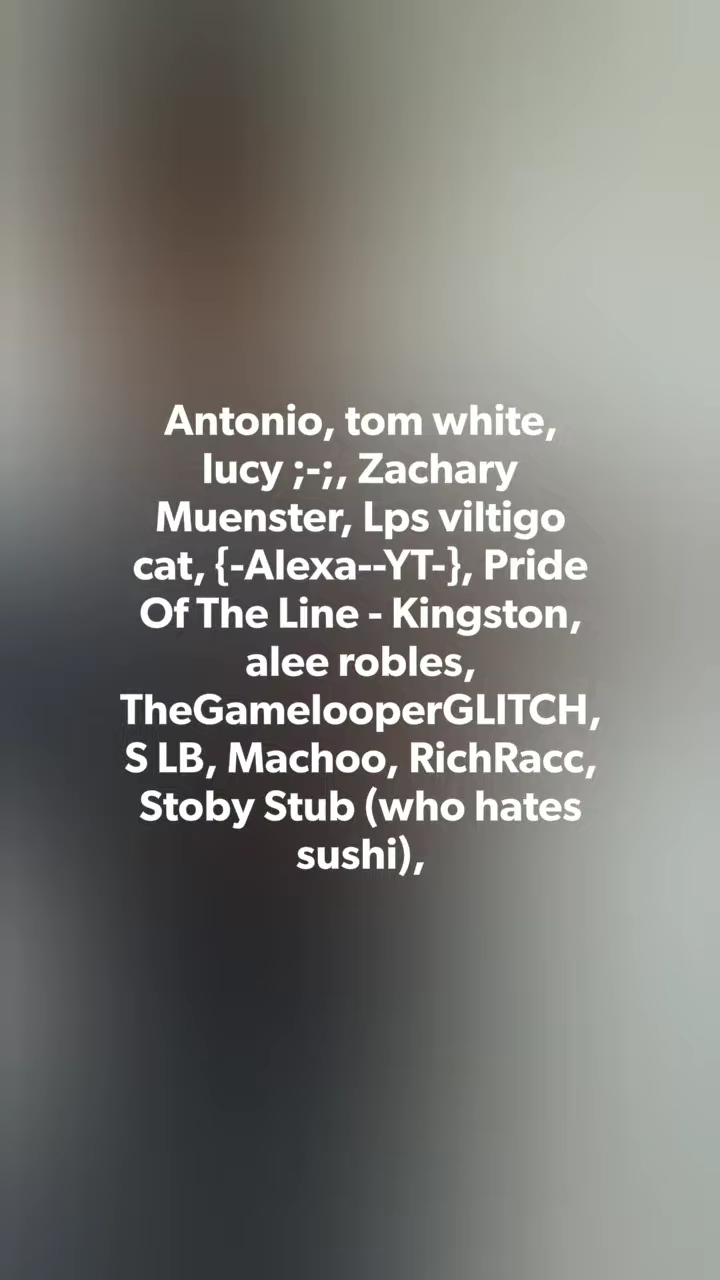 Antonio, tom white,
lucy ;-;, Zachary
Muenster, Lps viltigo
cat, {-Alexa--YT-}, Pride
Of The Line - Kingston,
alee robles,
TheGamelooperGLITCH,
S LB, Machoo, RichRacc,
Stoby Stub (who hates
sushi),